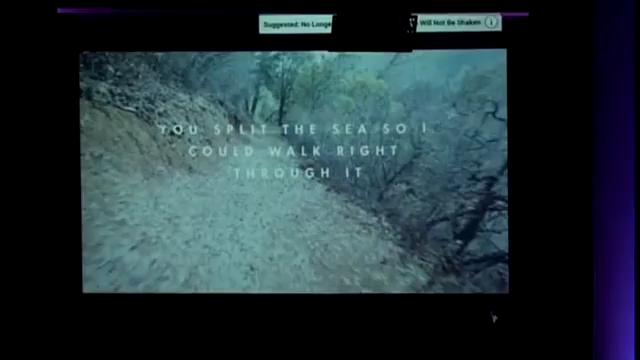 Suggested: No Longe
Will Not Be Shaken
YOU SPLIT THE SEA SO I
COULD WALK RIGHT
THROUGH IT